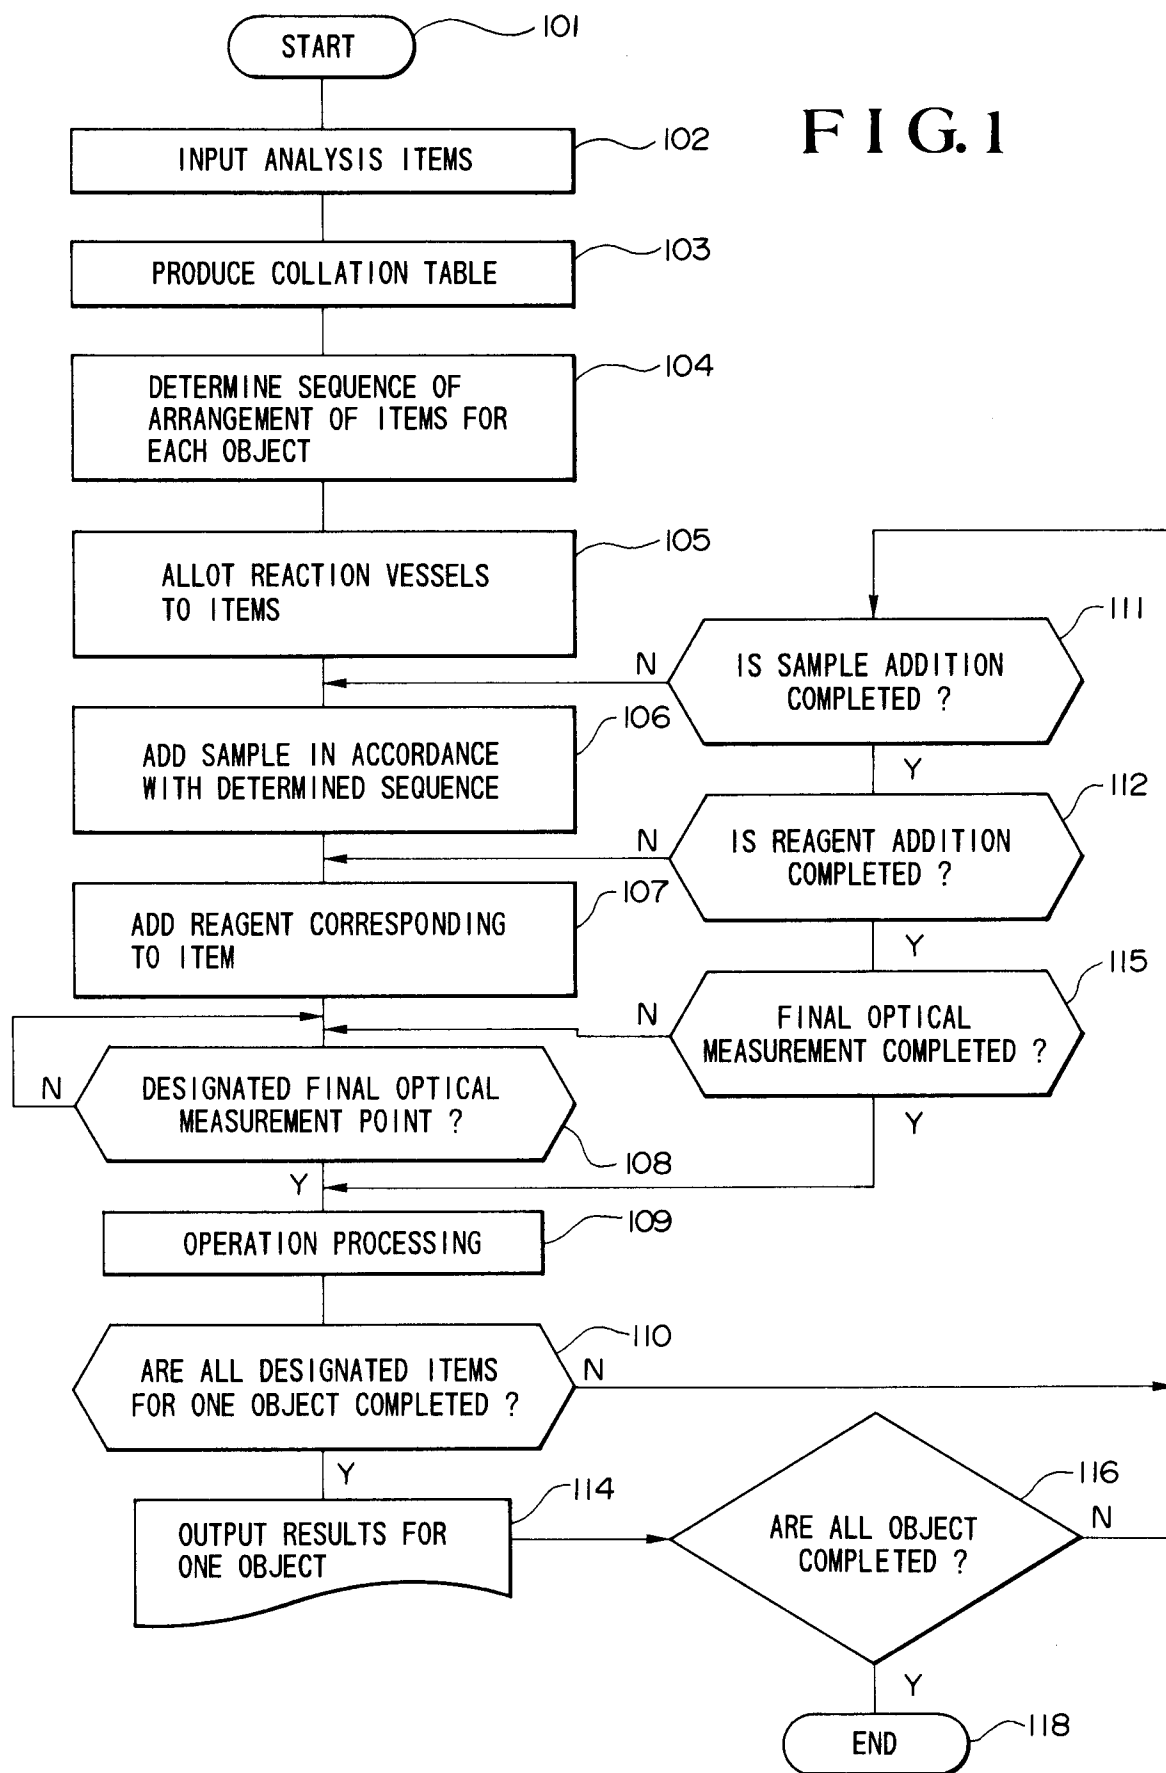 START
101
FIG.1
INPUT ANALYSIS ITEMS
102
PRODUCE COLLATION TABLE
103
DETERMINE SEQUENCE OF
ARRANGEMENT OF ITEMS FOR
EACH OBJECT
104
ALLOT REACTION VESSELS
TO ITEMS
105
IS SAMPLE ADDITION
COMPLETED ?
111
N
Y
ADD SAMPLE IN ACCORDANCE
WITH DETERMINED SEQUENCE
106
IS REAGENT ADDITION
COMPLETED ?
112
N
Y
ADD REAGENT CORRESPONDING
TO ITEM
107
FINAL OPTICAL
MEASUREMENT COMPLETED ?
115
N
Y
DESIGNATED FINAL OPTICAL
MEASUREMENT POINT ?
108
N
Y
OPERATION PROCESSING
109
ARE ALL DESIGNATED ITEMS
FOR ONE OBJECT COMPLETED ?
110
N
Y
OUTPUT RESULTS FOR
ONE OBJECT
114
ARE ALL OBJECT
COMPLETED ?
116
N
Y
END
118